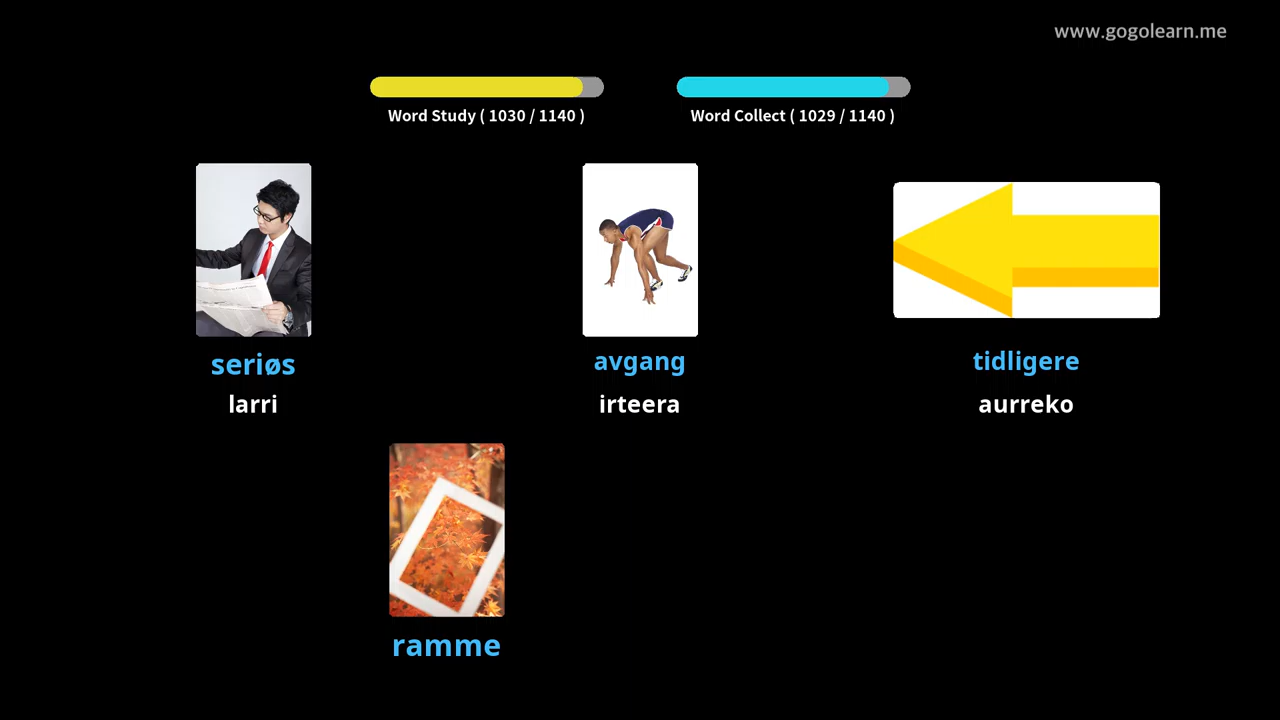 www.gogolearn.me
Word Study ( 1030 / 1140 )
Word Collect ( 1029 / 1140 )
seriøs
larri
avgang
irteera
tidligere
aurreko
ramme